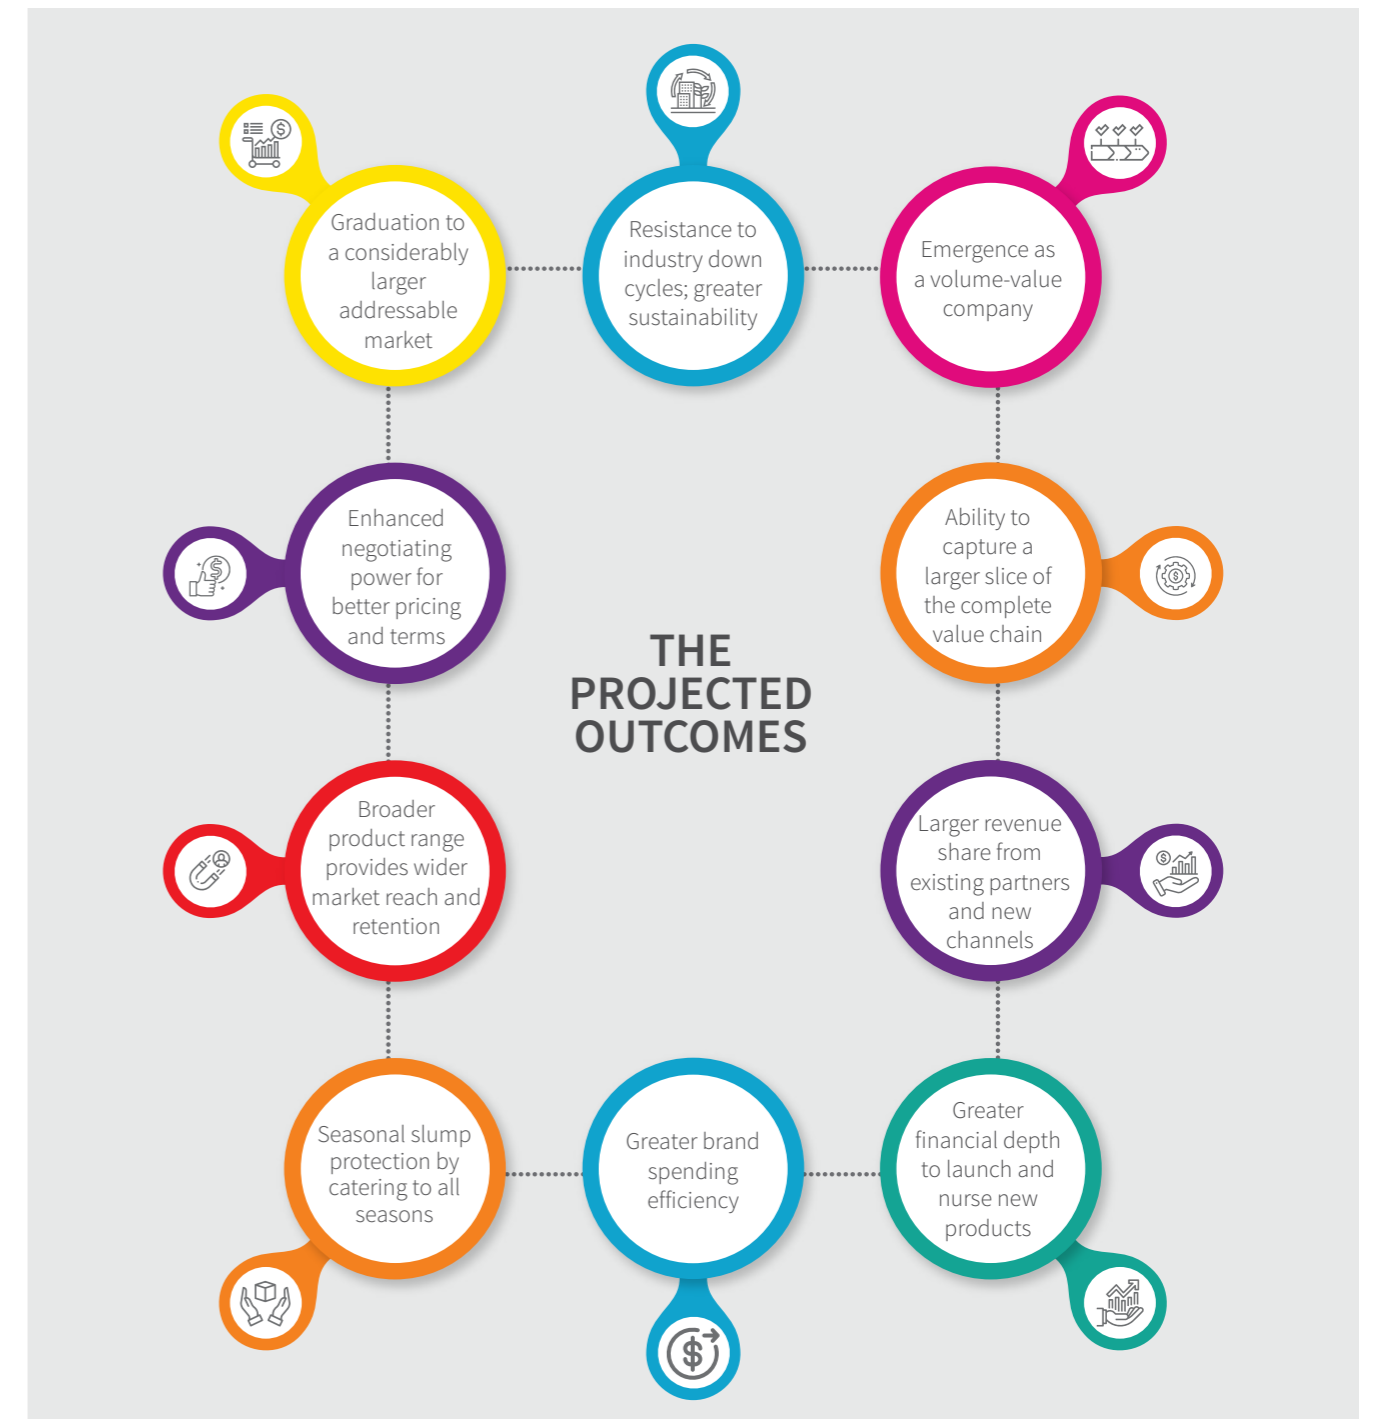 Graduation to
a considerably
larger
addressable
market
Resistance to
industry down
cycles; greater
sustainability
Emergence as
a volume-value
company
Enhanced
negotiating
power for
better pricing
and terms
Ability to
capture a
larger slice of
the complete
value chain
THE
PROJECTED
OUTCOMES
Broader
product range
provides wider
market reach and
retention
Larger revenue
share from
existing partners
and new
channels
Seasonal slump
protection by
catering to all
seasons
Greater brand
spending
efficiency
Greater
financial depth
to launch and
nurse new
products